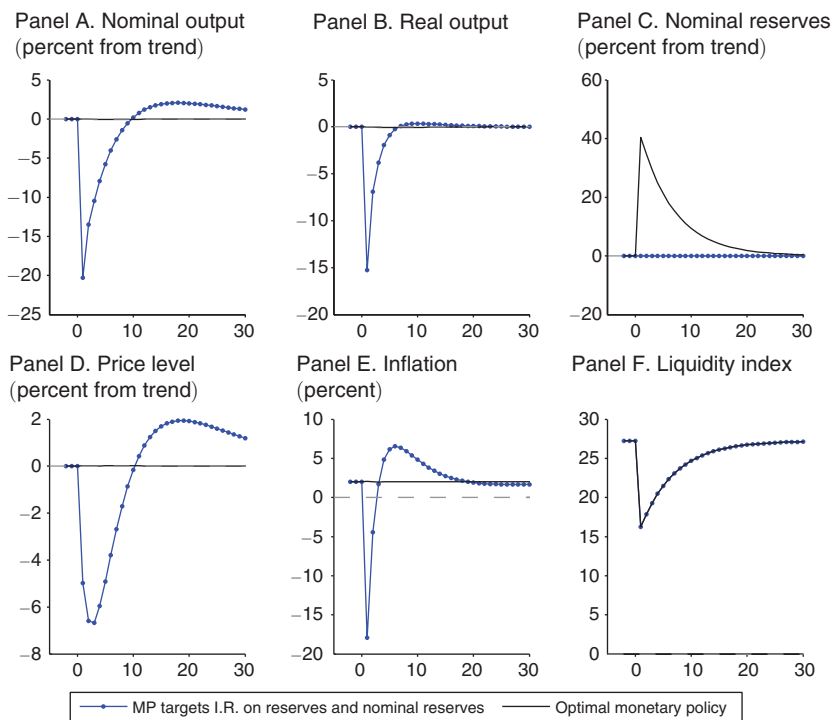 Panel A. Nominal output
(percent from trend)
5
0
−5
−10
−15
−20
−25
0 10 20 30
Panel B. Real output
5
0
−5
−10
−15
−20
0 10 20 30
Panel C. Nominal reserves
(percent from trend)
60
40
20
0
−20
0 10 20 30
Panel D. Price level
(percent from trend)
2
0
−2
−4
−6
−8
0 10 20 30
Panel E. Inflation
(percent)
10
5
0
−5
−10
−15
−20
0 10 20 30
Panel F. Liquidity index
30
25
20
15
10
5
0
0 10 20 30
MP targets I.R. on reserves and nominal reserves
Optimal monetary policy